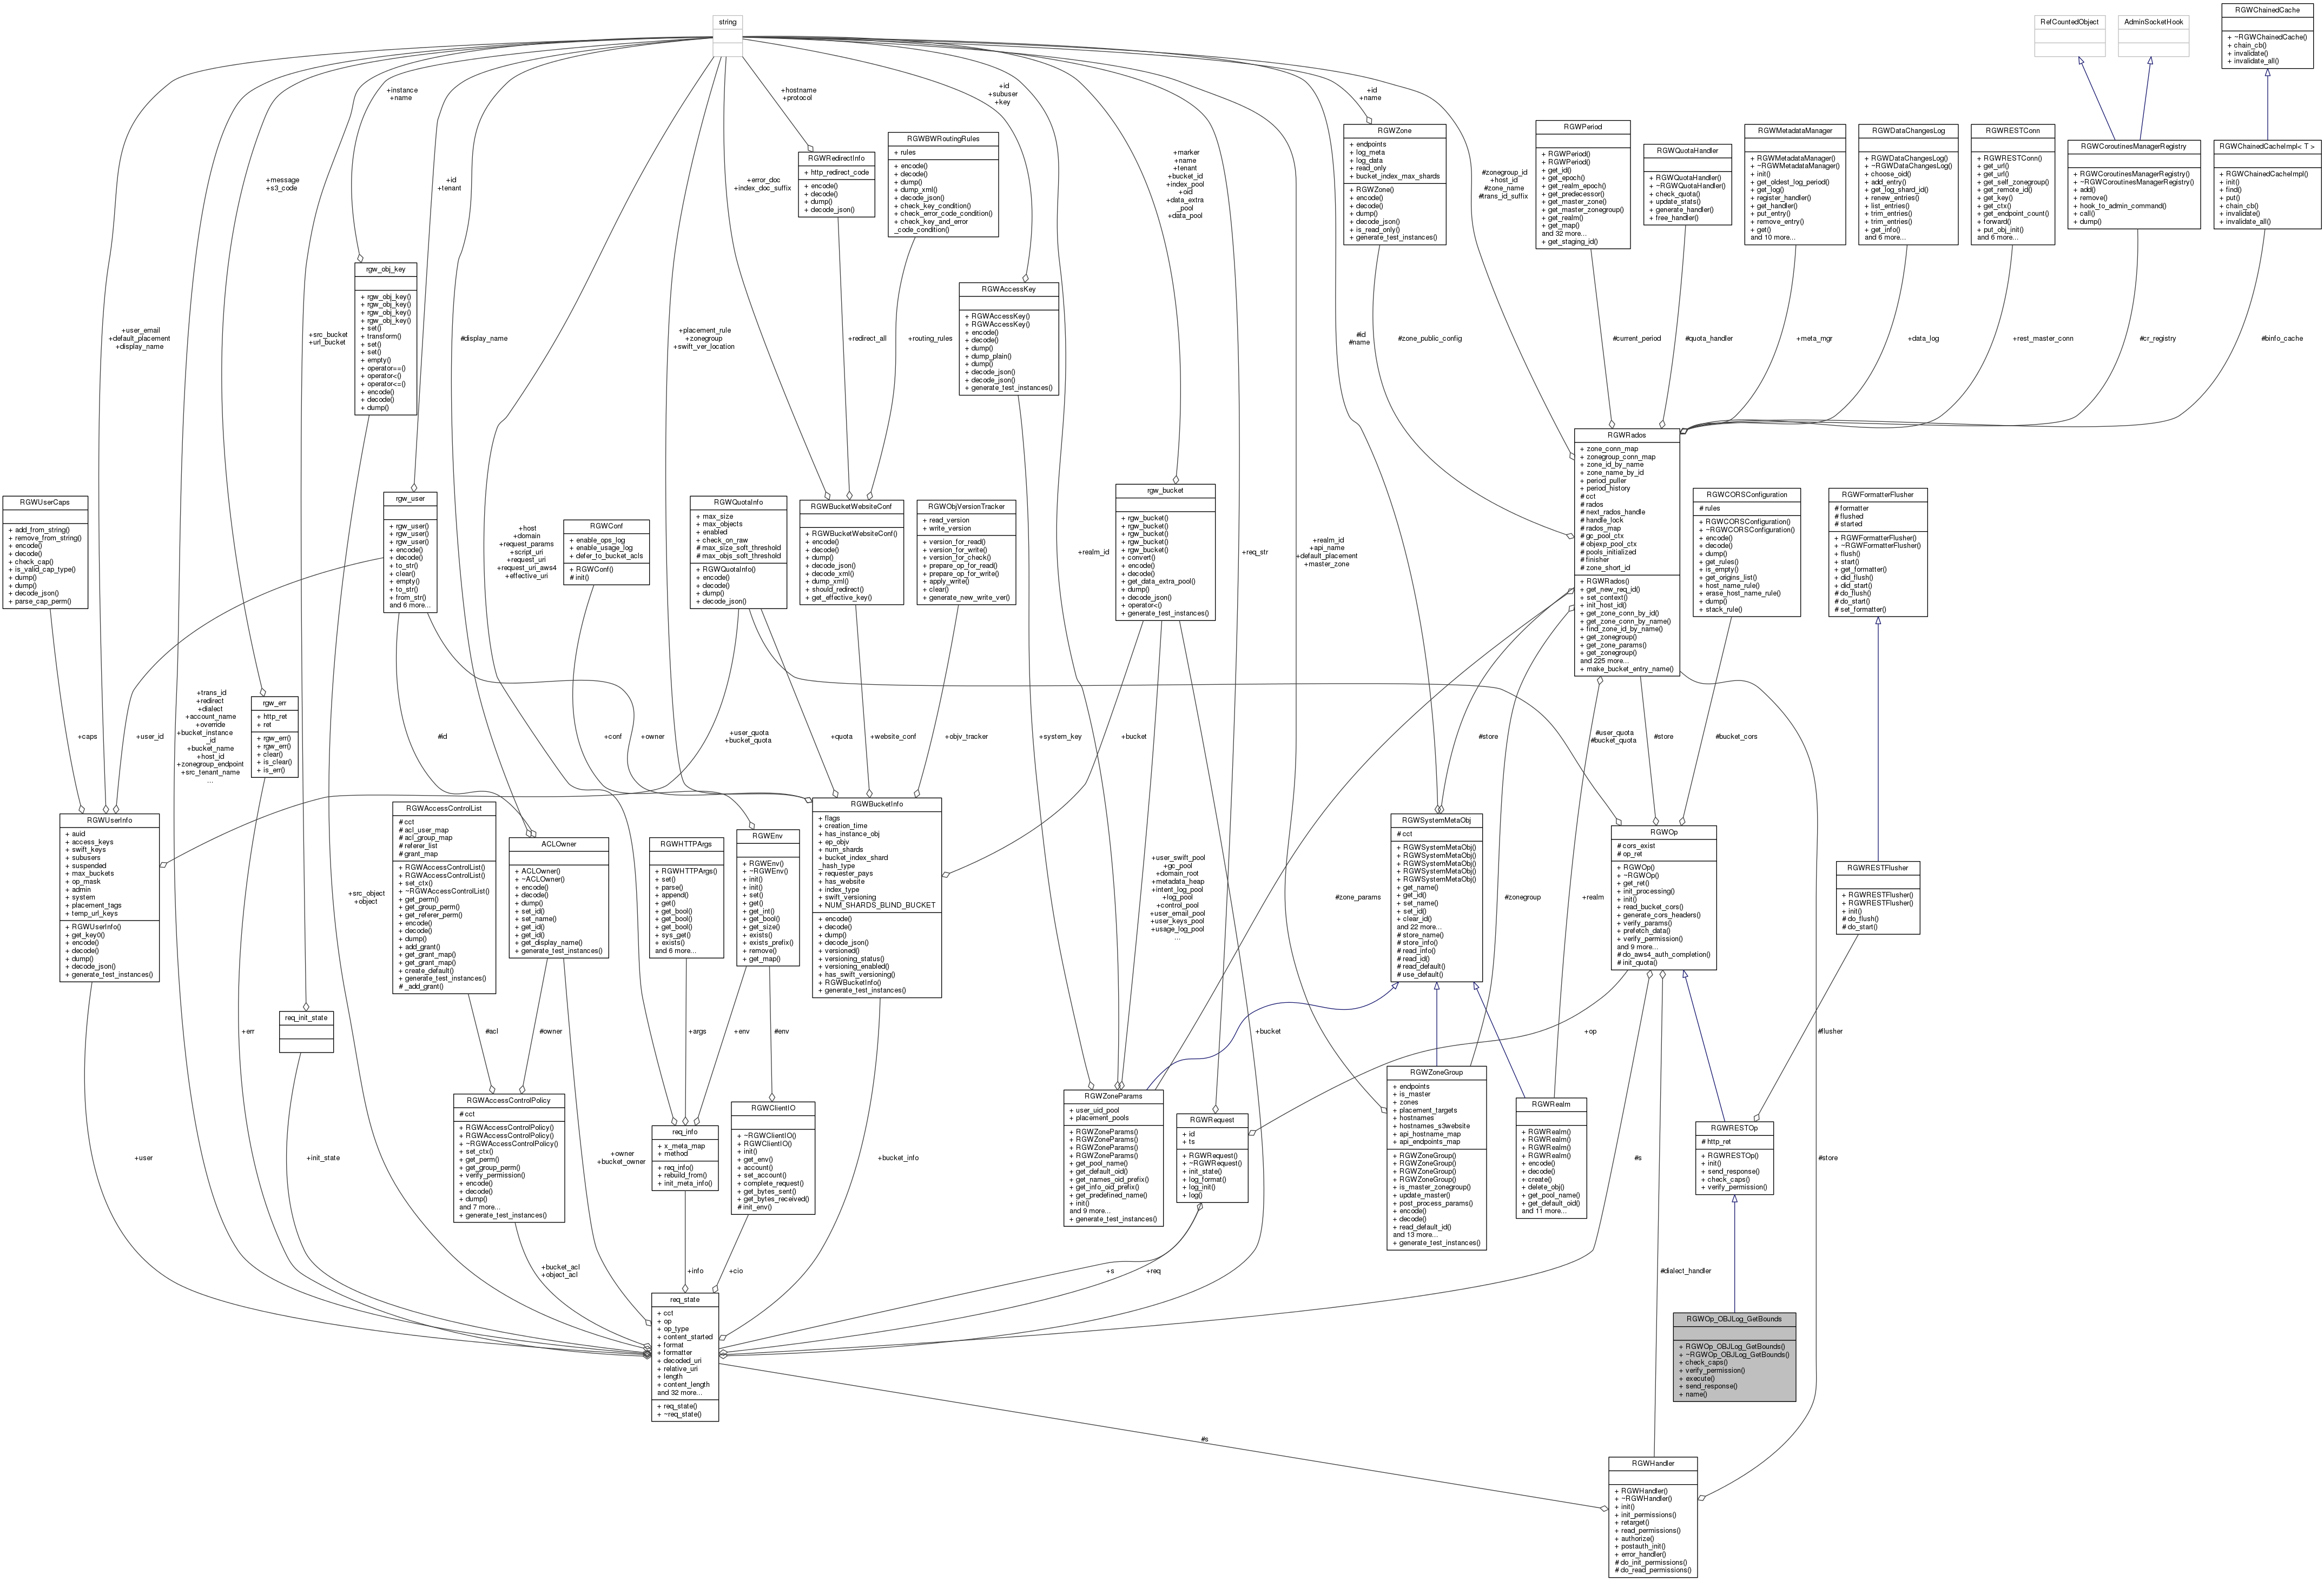 string
RefCountedObject
AdminSocketHook
RGWChainedCache
+ ~RGWChainedCache()
+ chain_cb()
+ invalidate()
+ invalidate_all()
+instance
+name
+hostname
+protocol
+id
+subuser
+key
+id
+name
RGWBWRoutingRules
+ rules
+ encode()
+ decode()
+ dump()
+ dump_xml()
+ decode_json()
+ check_key_condition()
+ check_error_code_condition()
+ check_key_and_error
_code_condition()
RGWRedirectInfo
+ http_redirect_code
+ encode()
+ decode()
+ dump()
+ decode_json()
RGWZone
+ endpoints
+ log_meta
+ log_data
+ read_only
+ bucket_index_max_shards
+ RGWZone()
+ encode()
+ decode()
+ dump()
+ decode_json()
+ is_read_only()
+ generate_test_instances()
RGWPeriod
+ RGWPeriod()
+ RGWPeriod()
+ get_id()
+ get_epoch()
+ get_realm_epoch()
+ get_predecessor()
+ get_master_zone()
+ get_master_zonegroup()
+ get_realm()
+ get_map()
and 32 more...
+ get_staging_id()
RGWQuotaHandler
+ RGWQuotaHandler()
+ ~RGWQuotaHandler()
+ check_quota()
+ update_stats()
+ generate_handler()
+ free_handler()
RGWMetadataManager
+ RGWMetadataManager()
+ ~RGWMetadataManager()
+ init()
+ get_oldest_log_period()
+ get_log()
+ register_handler()
+ get_handler()
+ put_entry()
+ remove_entry()
+ get()
and 10 more...
RGWDataChangesLog
+ RGWDataChangesLog()
+ ~RGWDataChangesLog()
+ choose_oid()
+ add_entry()
+ get_log_shard_id()
+ renew_entries()
+ list_entries()
+ trim_entries()
+ trim_entries()
+ get_info()
and 6 more...
RGWRESTConn
+ RGWRESTConn()
+ get_url()
+ get_url()
+ get_self_zonegroup()
+ get_remote_id()
+ get_key()
+ get_ctx()
+ get_endpoint_count()
+ forward()
+ put_obj_init()
and 6 more...
RGWCoroutinesManagerRegistry
+ RGWCoroutinesManagerRegistry()
+ ~RGWCoroutinesManagerRegistry()
+ add()
+ remove()
+ hook_to_admin_command()
+ call()
+ dump()
RGWChainedCacheImpl< T >
+ RGWChainedCacheImpl()
+ init()
+ find()
+ put()
+ chain_cb()
+ invalidate()
+ invalidate_all()
+message
+s3_code
+id
+tenant
+error_doc
+index_doc_suffix
+marker
+name
+tenant
+bucket_id
+index_pool
+oid
+data_extra
_pool
+data_pool
#zonegroup_id
+host_id
#zone_name
#trans_id_suffix
rgw_obj_key
+ rgw_obj_key()
+ rgw_obj_key()
+ rgw_obj_key()
+ rgw_obj_key()
+ set()
+ transform()
+ set()
+ set()
+ empty()
+ operator==()
+ operator<()
+ operator<=()
+ encode()
+ decode()
+ dump()
RGWAccessKey
+ RGWAccessKey()
+ RGWAccessKey()
+ encode()
+ decode()
+ dump()
+ dump_plain()
+ dump()
+ decode_json()
+ decode_json()
+ generate_test_instances()
+user_email
+default_placement
+display_name
+src_bucket
+url_bucket
#display_name
+placement_rule
+zonegroup
+swift_ver_location
+redirect_all
+routing_rules
#id
#name
#zone_public_config
#current_period
#quota_handler
+meta_mgr
+data_log
+rest_master_conn
#cr_registry
#binfo_cache
RGWUserCaps
+ add_from_string()
+ remove_from_string()
+ encode()
+ decode()
+ check_cap()
+ is_valid_cap_type()
+ dump()
+ dump()
+ decode_json()
+ parse_cap_perm()
rgw_user
+ rgw_user()
+ rgw_user()
+ rgw_user()
+ encode()
+ decode()
+ to_str()
+ clear()
+ empty()
+ to_str()
+ from_str()
and 6 more...
+host
+domain
+request_params
+script_uri
+request_uri
+request_uri_aws4
+effective_uri
RGWConf
+ enable_ops_log
+ enable_usage_log
+ defer_to_bucket_acls
+ RGWConf()
# init()
RGWQuotaInfo
+ max_size
+ max_objects
+ enabled
+ check_on_raw
# max_size_soft_threshold
# max_objs_soft_threshold
+ RGWQuotaInfo()
+ encode()
+ decode()
+ dump()
+ decode_json()
RGWBucketWebsiteConf
+ RGWBucketWebsiteConf()
+ encode()
+ decode()
+ dump()
+ decode_json()
+ decode_xml()
+ dump_xml()
+ should_redirect()
+ get_effective_key()
RGWObjVersionTracker
+ read_version
+ write_version
+ version_for_read()
+ version_for_write()
+ version_for_check()
+ prepare_op_for_read()
+ prepare_op_for_write()
+ apply_write()
+ clear()
+ generate_new_write_ver()
+realm_id
rgw_bucket
+ rgw_bucket()
+ rgw_bucket()
+ rgw_bucket()
+ rgw_bucket()
+ rgw_bucket()
+ convert()
+ encode()
+ decode()
+ get_data_extra_pool()
+ dump()
+ decode_json()
+ operator<()
+ generate_test_instances()
+req_str
+realm_id
+api_name
+default_placement
+master_zone
RGWRados
+ zone_conn_map
+ zonegroup_conn_map
+ zone_id_by_name
+ zone_name_by_id
+ period_puller
+ period_history
# cct
# rados
# next_rados_handle
# handle_lock
# rados_map
# gc_pool_ctx
# objexp_pool_ctx
# pools_initialized
# finisher
# zone_short_id
+ RGWRados()
+ get_new_req_id()
+ set_context()
+ init_host_id()
+ get_zone_conn_by_id()
+ get_zone_conn_by_name()
+ find_zone_id_by_name()
+ get_zonegroup()
+ get_zone_params()
+ get_zonegroup()
and 225 more...
+ make_bucket_entry_name()
RGWCORSConfiguration
# rules
+ RGWCORSConfiguration()
+ ~RGWCORSConfiguration()
+ encode()
+ decode()
+ dump()
+ get_rules()
+ is_empty()
+ get_origins_list()
+ host_name_rule()
+ erase_host_name_rule()
+ dump()
+ stack_rule()
RGWFormatterFlusher
# formatter
# flushed
# started
+ RGWFormatterFlusher()
+ ~RGWFormatterFlusher()
+ flush()
+ start()
+ get_formatter()
+ did_flush()
+ did_start()
# do_flush()
# do_start()
# set_formatter()
+trans_id
+redirect
+dialect
+account_name
+override
+bucket_instance
_id
+bucket_name
+host_id
+zonegroup_endpoint
+src_tenant_name
...
rgw_err
+ http_ret
+ ret
+ rgw_err()
+ rgw_err()
+ clear()
+ is_clear()
+ is_err()
+caps
+user_id
#id
+conf
+owner
+user_quota
+bucket_quota
+quota
+website_conf
+objv_tracker
+system_key
+bucket
#store
#user_quota
#bucket_quota
#store
#bucket_cors
RGWUserInfo
+ auid
+ access_keys
+ swift_keys
+ subusers
+ suspended
+ max_buckets
+ op_mask
+ admin
+ system
+ placement_tags
+ temp_url_keys
+ RGWUserInfo()
+ get_key0()
+ encode()
+ decode()
+ dump()
+ decode_json()
+ generate_test_instances()
+src_object
+object
RGWAccessControlList
# cct
# acl_user_map
# acl_group_map
# referer_list
# grant_map
+ RGWAccessControlList()
+ RGWAccessControlList()
+ set_ctx()
+ ~RGWAccessControlList()
+ get_perm()
+ get_group_perm()
+ get_referer_perm()
+ encode()
+ decode()
+ dump()
+ add_grant()
+ get_grant_map()
+ get_grant_map()
+ create_default()
+ generate_test_instances()
# _add_grant()
ACLOwner
+ ACLOwner()
+ ~ACLOwner()
+ encode()
+ decode()
+ dump()
+ set_id()
+ set_name()
+ get_id()
+ get_id()
+ get_display_name()
+ generate_test_instances()
RGWHTTPArgs
+ RGWHTTPArgs()
+ set()
+ parse()
+ append()
+ get()
+ get_bool()
+ get_bool()
+ get_bool()
+ sys_get()
+ exists()
and 6 more...
RGWEnv
+ RGWEnv()
+ ~RGWEnv()
+ init()
+ init()
+ set()
+ get()
+ get_int()
+ get_bool()
+ get_size()
+ exists()
+ exists_prefix()
+ remove()
+ get_map()
RGWBucketInfo
+ flags
+ creation_time
+ has_instance_obj
+ ep_objv
+ num_shards
+ bucket_index_shard
_hash_type
+ requester_pays
+ has_website
+ index_type
+ swift_versioning
+ NUM_SHARDS_BLIND_BUCKET
+ encode()
+ decode()
+ dump()
+ decode_json()
+ versioned()
+ versioning_status()
+ versioning_enabled()
+ has_swift_versioning()
+ RGWBucketInfo()
+ generate_test_instances()
+user_swift_pool
+gc_pool
+domain_root
+metadata_heap
+intent_log_pool
+log_pool
+control_pool
+user_email_pool
+user_keys_pool
+usage_log_pool
...
#zone_params
RGWSystemMetaObj
# cct
+ RGWSystemMetaObj()
+ RGWSystemMetaObj()
+ RGWSystemMetaObj()
+ RGWSystemMetaObj()
+ RGWSystemMetaObj()
+ get_name()
+ get_id()
+ set_name()
+ set_id()
+ clear_id()
and 22 more...
# store_name()
# store_info()
# read_info()
# read_id()
# read_default()
# use_default()
#zonegroup
+realm
RGWOp
# cors_exist
# op_ret
+ RGWOp()
+ ~RGWOp()
+ get_ret()
+ init_processing()
+ init()
+ read_bucket_cors()
+ generate_cors_headers()
+ verify_params()
+ prefetch_data()
+ verify_permission()
and 9 more...
# do_aws4_auth_completion()
# init_quota()
RGWRESTFlusher
+ RGWRESTFlusher()
+ RGWRESTFlusher()
+ init()
# do_flush()
# do_start()
req_init_state
+err
#acl
#owner
+args
+env
#env
+bucket
+op
#flusher
RGWAccessControlPolicy
# cct
+ RGWAccessControlPolicy()
+ RGWAccessControlPolicy()
+ ~RGWAccessControlPolicy()
+ set_ctx()
+ get_perm()
+ get_group_perm()
+ verify_permission()
+ encode()
+ decode()
+ dump()
and 7 more...
+ generate_test_instances()
req_info
+ x_meta_map
+ method
+ req_info()
+ rebuild_from()
+ init_meta_info()
RGWClientIO
+ ~RGWClientIO()
+ RGWClientIO()
+ init()
+ get_env()
+ account()
+ set_account()
+ complete_request()
+ get_bytes_sent()
+ get_bytes_received()
# init_env()
RGWZoneParams
+ user_uid_pool
+ placement_pools
+ RGWZoneParams()
+ RGWZoneParams()
+ RGWZoneParams()
+ RGWZoneParams()
+ get_pool_name()
+ get_default_oid()
+ get_names_oid_prefix()
+ get_info_oid_prefix()
+ get_predefined_name()
+ init()
and 9 more...
+ generate_test_instances()
RGWRequest
+ id
+ ts
+ RGWRequest()
+ ~RGWRequest()
+ init_state()
+ log_format()
+ log_init()
+ log()
RGWZoneGroup
+ endpoints
+ is_master
+ zones
+ placement_targets
+ hostnames
+ hostnames_s3website
+ api_hostname_map
+ api_endpoints_map
+ RGWZoneGroup()
+ RGWZoneGroup()
+ RGWZoneGroup()
+ RGWZoneGroup()
+ is_master_zonegroup()
+ update_master()
+ post_process_params()
+ encode()
+ decode()
+ read_default_id()
and 13 more...
+ generate_test_instances()
RGWRealm
+ RGWRealm()
+ RGWRealm()
+ RGWRealm()
+ RGWRealm()
+ encode()
+ decode()
+ create()
+ delete_obj()
+ get_pool_name()
+ get_default_oid()
and 11 more...
RGWRESTOp
# http_ret
+ RGWRESTOp()
+ init()
+ send_response()
+ check_caps()
+ verify_permission()
+user
+init_state
+owner
+bucket_owner
+bucket_info
#s
#store
+bucket_acl
+object_acl
+info
+cio
+s
+req
#dialect_handler
req_state
+ cct
+ op
+ op_type
+ content_started
+ format
+ formatter
+ decoded_uri
+ relative_uri
+ length
+ content_length
and 32 more...
+ req_state()
+ ~req_state()
RGWOp_OBJLog_GetBounds
+ RGWOp_OBJLog_GetBounds()
+ ~RGWOp_OBJLog_GetBounds()
+ check_caps()
+ verify_permission()
+ execute()
+ send_response()
+ name()
#s
RGWHandler
+ RGWHandler()
+ ~RGWHandler()
+ init()
+ init_permissions()
+ retarget()
+ read_permissions()
+ authorize()
+ postauth_init()
+ error_handler()
# do_init_permissions()
# do_read_permissions()